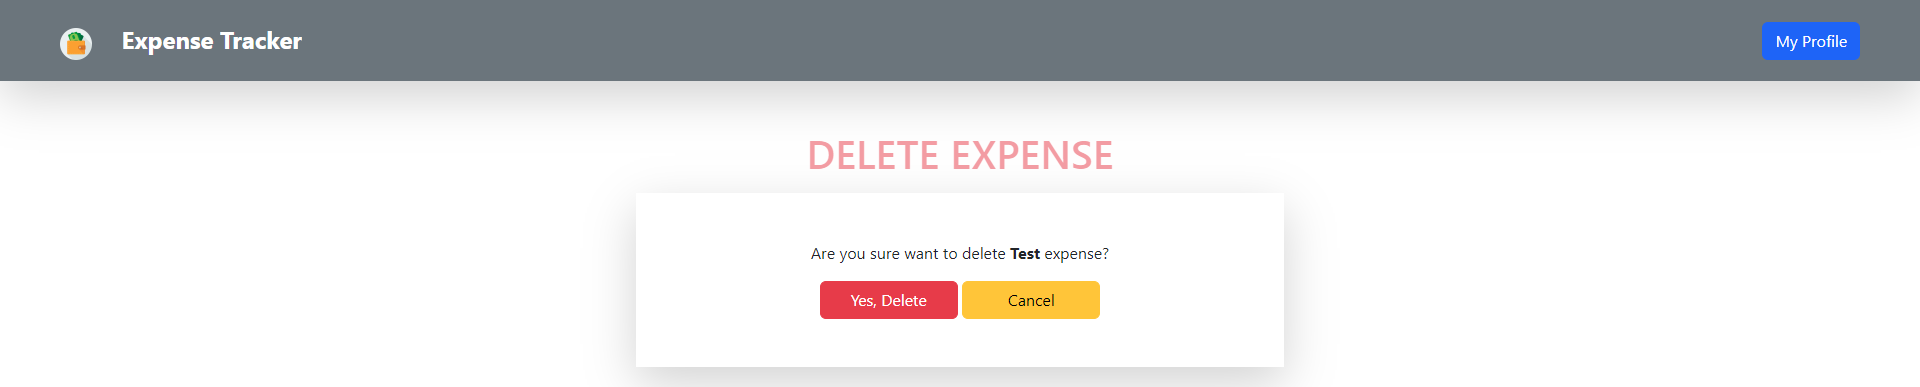 Expense Tracker
My Profile
DELETE EXPENSE
Are you sure want to delete Test expense?
Yes, Delete
Cancel